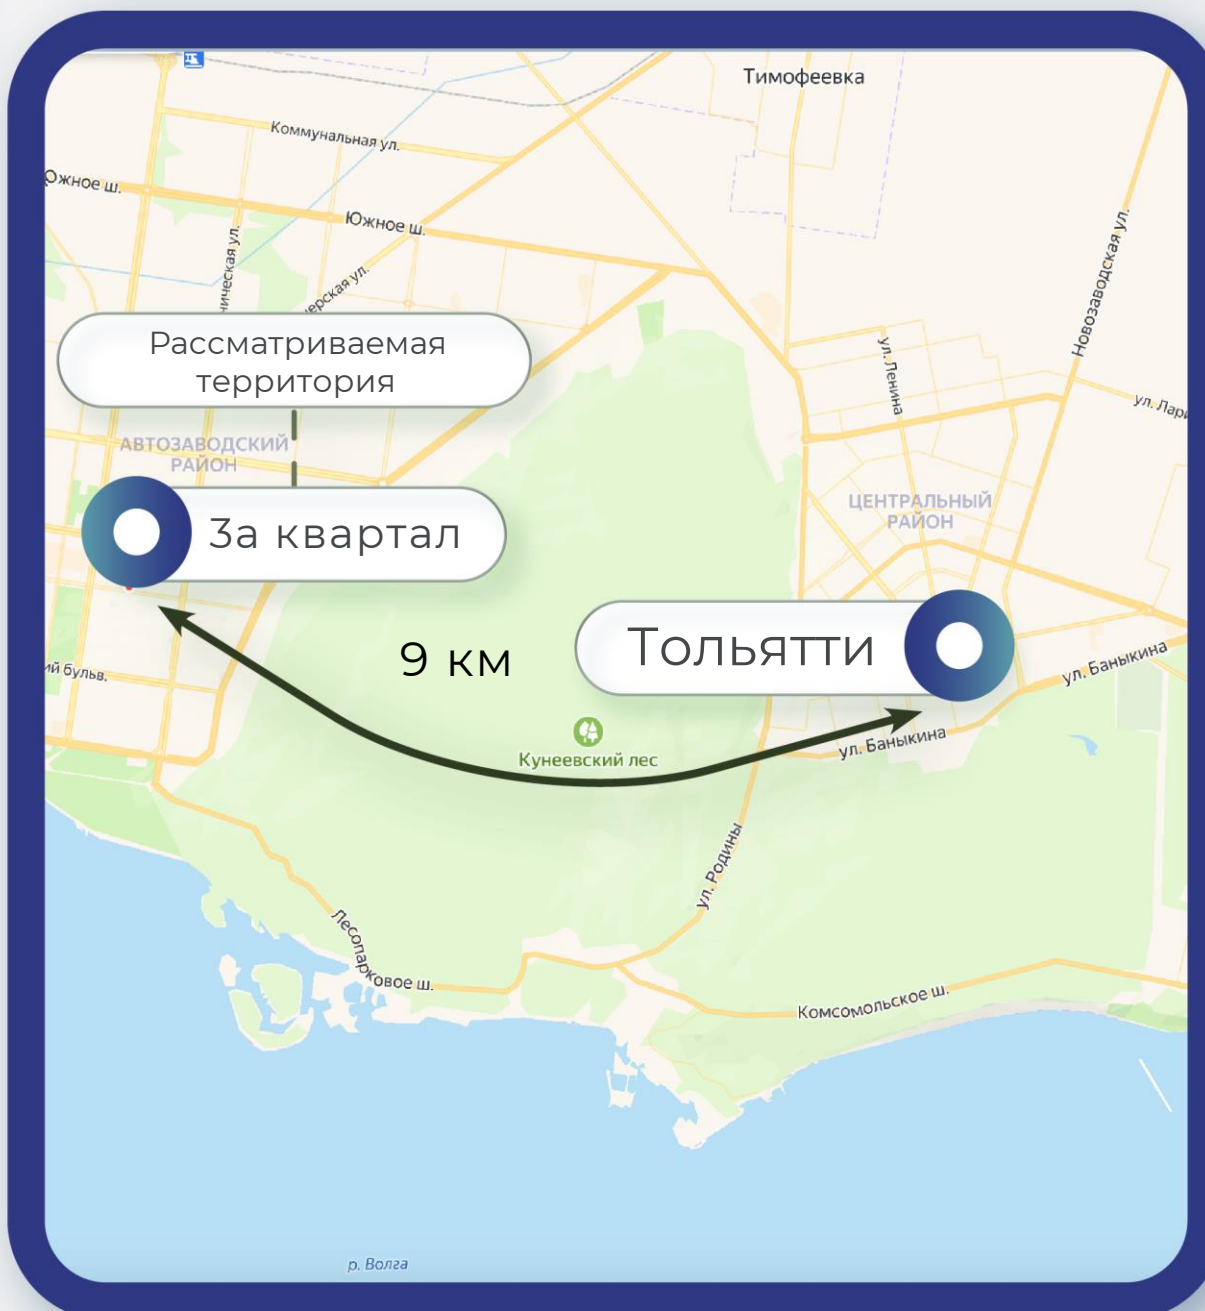 Тимофеевка
Коммунальная ул.
Южное ш.
Южное ш.
Новозаводская ул.
ул. Ленина
Рассматриваемая
территория
АВТОЗАВОДСКИЙ
РАЙОН
ЦЕНТРАЛЬНЫЙ
РАЙОН
3а квартал
Тольятти
9 км
бульв.
ул. Баныкина
ул. Баныкина
Кунеевский лес
ул. Родины
Лесопарковое ш.
Комсомольское ш.
р. Волга